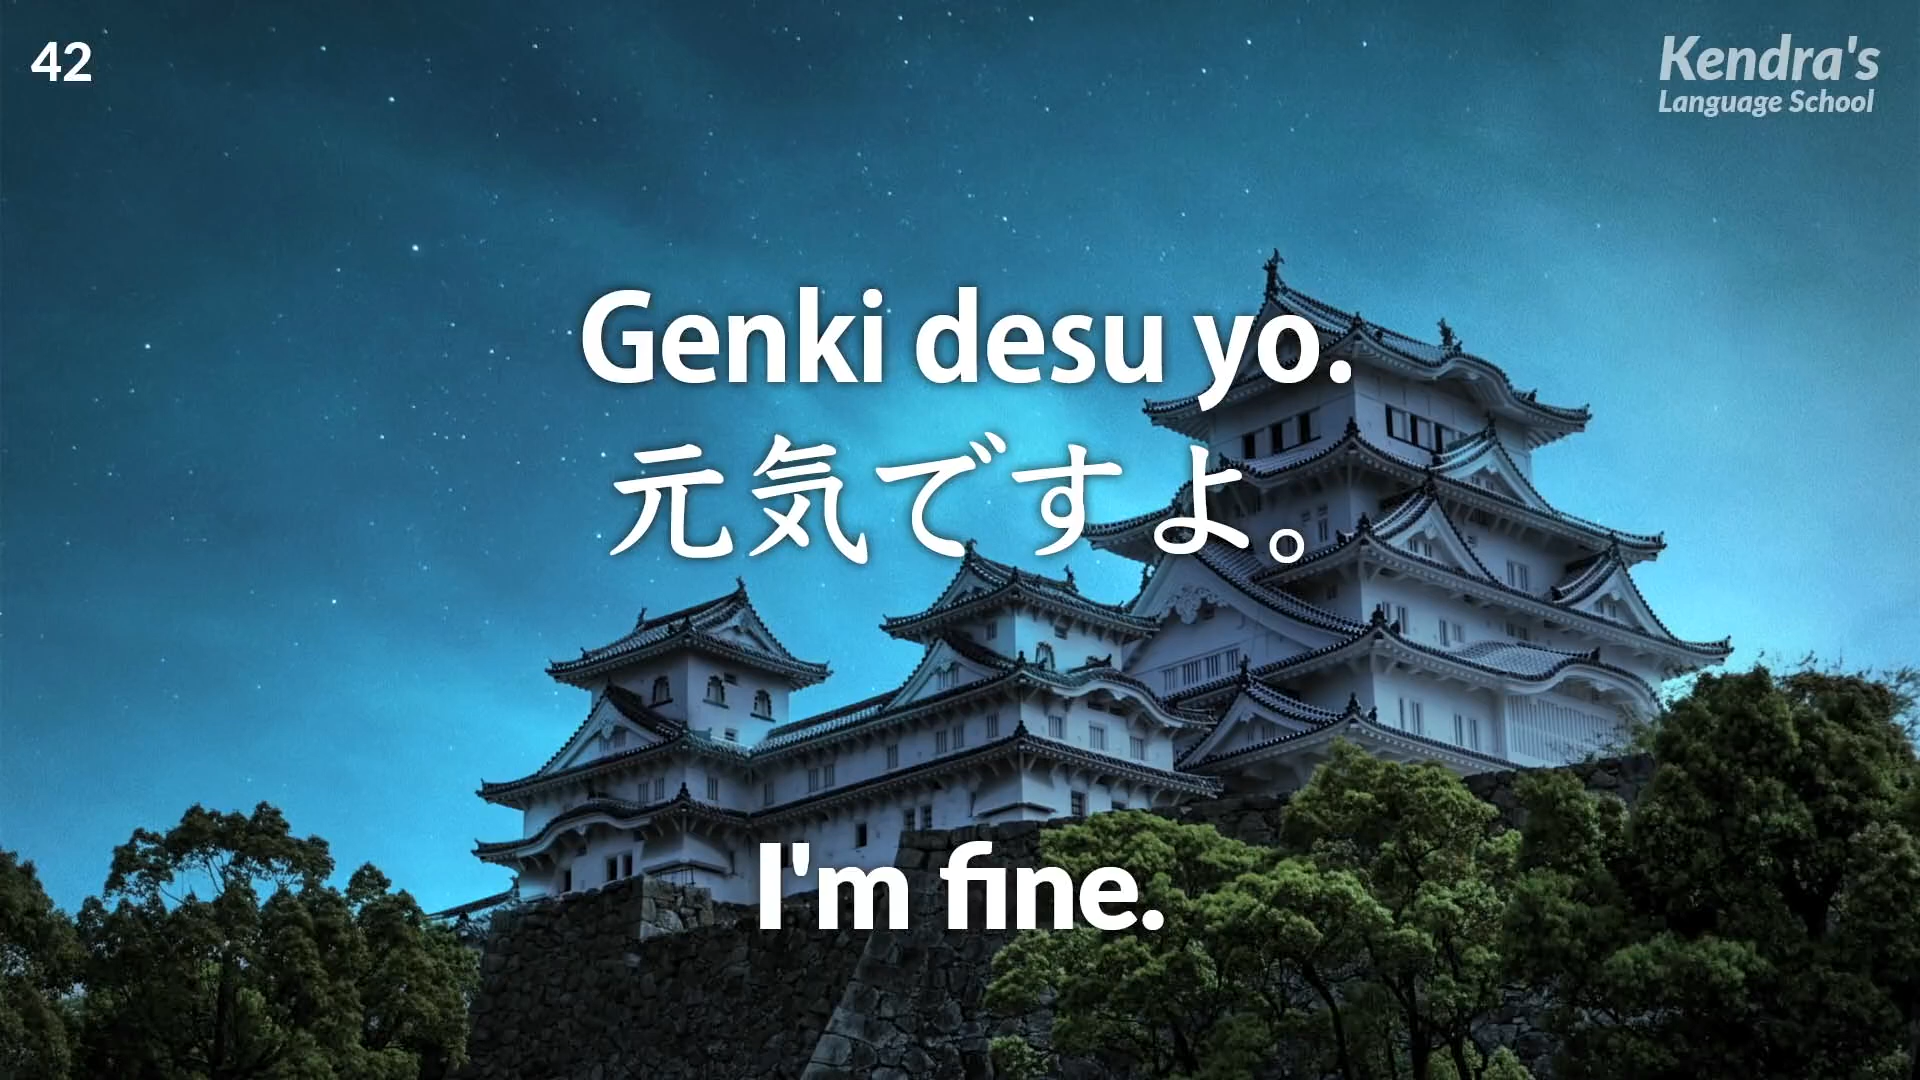 42
Kendra's
Language School
Genki desu yo.
元気ですよ。
I'm fine.